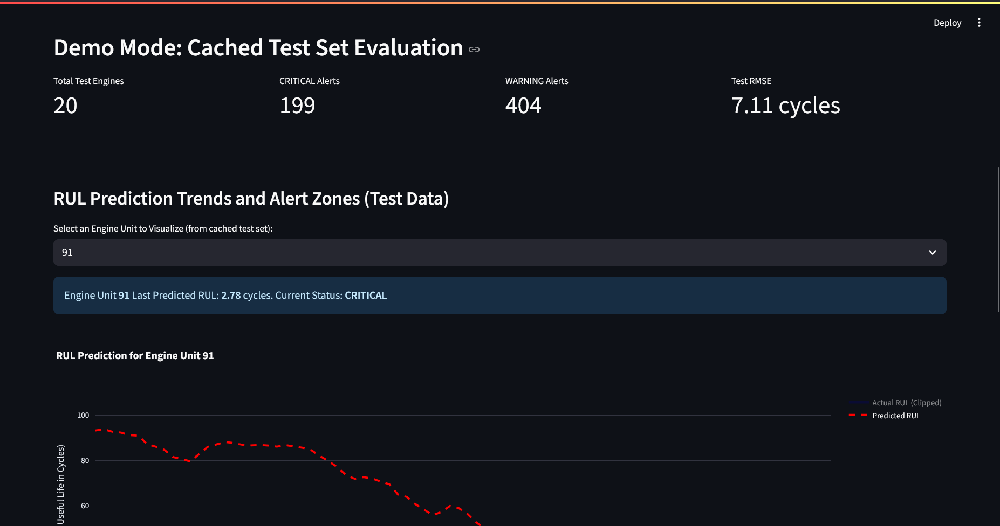 Deploy
Demo Mode: Cached Test Set Evaluation
Total Test Engines
20
CRITICAL Alerts
199
WARNING Alerts
404
Test RMSE
7.11 cycles
RUL Prediction Trends and Alert Zones (Test Data)
Select an Engine Unit to Visualize (from cached test set):
91
Engine Unit 91 Last Predicted RUL: 2.78 cycles. Current Status: CRITICAL
RUL Prediction for Engine Unit 91
Actual RUL (Clipped)
Predicted RUL
100
80
60
Useful Life in Cycles)